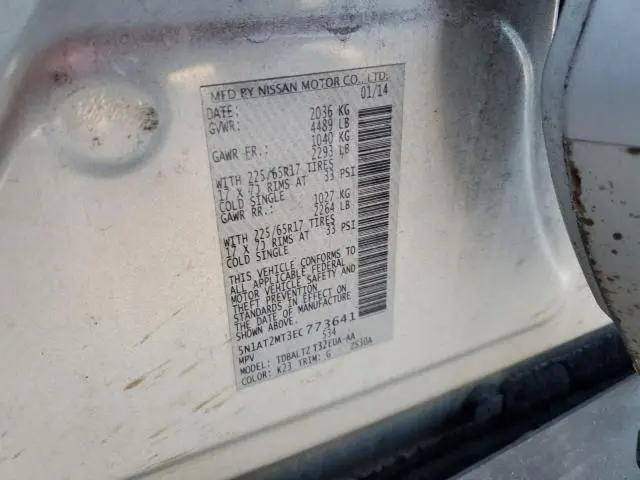 MFD BY NISSAN MOTOR CO., LTD.
DATE: 01/14
GVWR: 2036 KG
4489 LB
GAWR FR.: 1040 KG
2293 LB
WITH 225/65R17 TIRES
17 X 7J RIMS AT 33 PSI
COLD SINGLE
GAWR RR.: 1027 KG
2264 LB
WITH 225/65R17 TIRES
17 X 7J RIMS AT 33 PSI
COLD SINGLE
THIS VEHICLE CONFORMS TO
ALL APPLICABLE FEDERAL
MOTOR VEHICLE SAFETY AND
THEFT PREVENTION
STANDARDS IN EFFECT ON
THE DATE OF MANUFACTURE
SHOWN ABOVE.
5N1AT2MT3EC773641
MPV 534
MODEL: TDBALTZ T32EUA-AA
COLOR: K23 TRIM: G 2530A